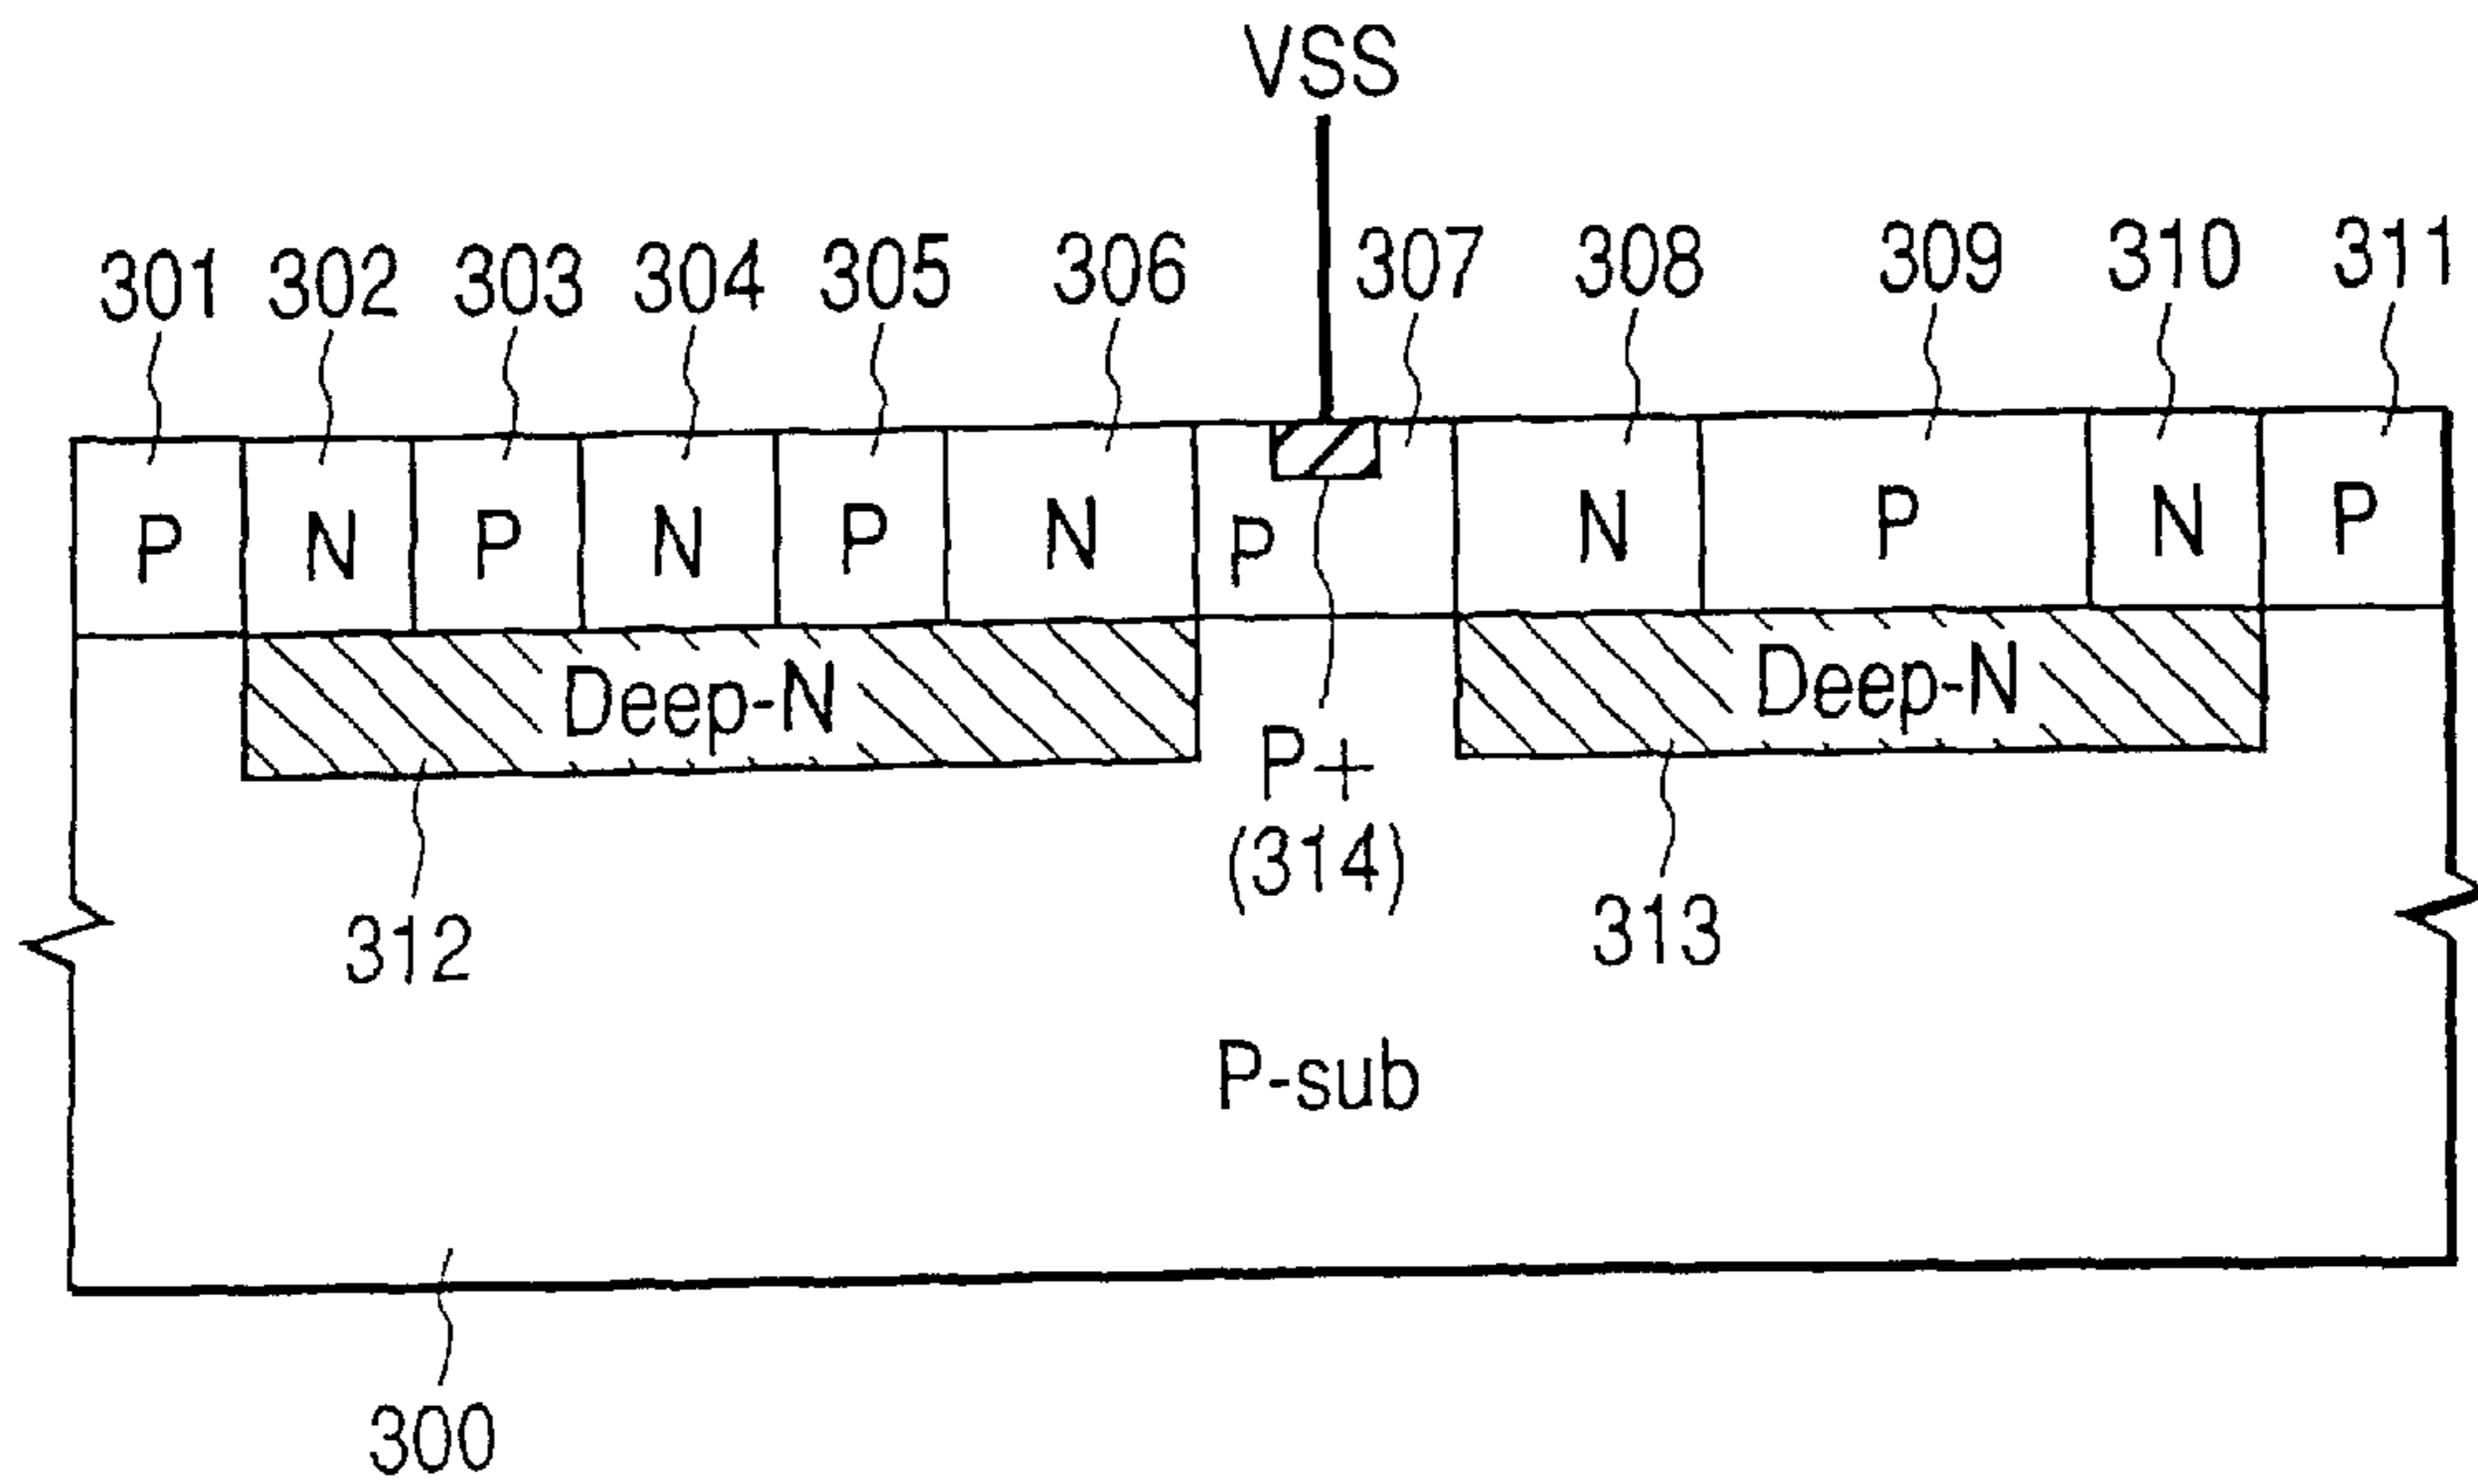 VSS
301 302 303 304 305 306 307 308 309 310 311
P N P N P N P N P N P
Deep-N Deep-N
P+
(314)
312 313
P-sub
300